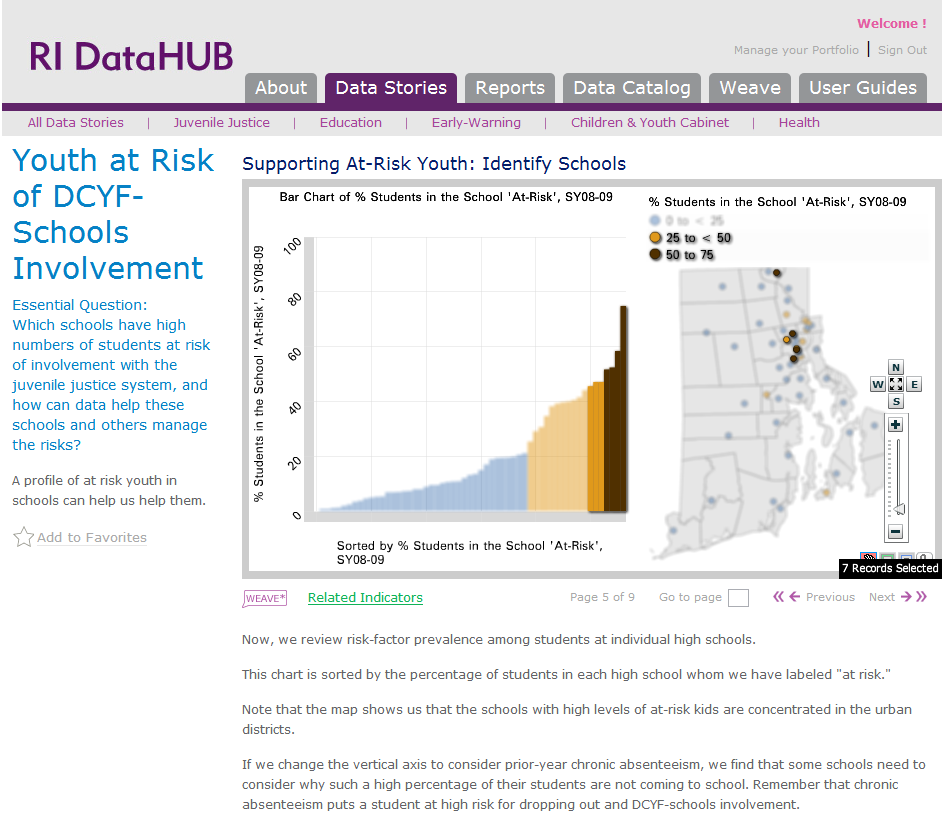 Welcome !
RI DataHUB
Manage your Portfolio | Sign Out
About Data Stories Reports Data Catalog Weave User Guides
All Data Stories | Juvenile Justice | Education | Early-Warning | Children & Youth Cabinet | Health
Youth at Risk
of DCYF-
Schools
Involvement
Essential Question:
Which schools have high
numbers of students at risk
of involvement with the
juvenile justice system, and
how can data help these
schools and others manage
the risks?
A profile of at risk youth in
schools can help us help them.
Add to Favorites
Supporting At-Risk Youth: Identify Schools
Bar Chart of % Students in the School 'At-Risk', SY08-09
% Students in the School 'At-Risk', SY08-09
100
80
60
40
20
0
Sorted by % Students in the School 'At-Risk',
SY08-09
% Students in the School 'At-Risk', SY08-09
0 to < 25
25 to < 50
50 to 75
N
W E
S
7 Records Selected
WEAVE* Related Indicators Page 5 of 9 Go to page Previous Next
Now, we review risk-factor prevalence among students at individual high schools.
This chart is sorted by the percentage of students in each high school whom we have labeled "at risk."
Note that the map shows us that the schools with high levels of at-risk kids are concentrated in the urban
districts.
If we change the vertical axis to consider prior-year chronic absenteeism, we find that some schools need to
consider why such a high percentage of their students are not coming to school. Remember that chronic
absenteeism puts a student at high risk for dropping out and DCYF-schools involvement.